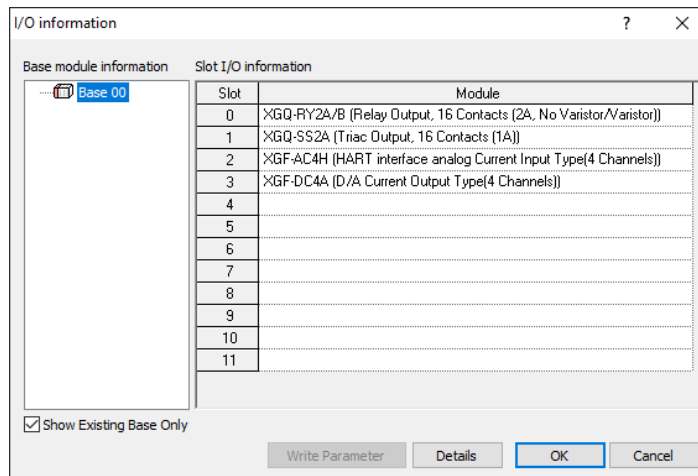 I/O information
? X
Base module information Slot I/O information
Base 00
Slot Module
0 XGQ-RY2A/B (Relay Output, 16 Contacts (2A, No Varistor/Varistor))
1 XGQ-SS2A (Triac Output, 16 Contacts (1A))
2 XGF-AC4H (HART interface analog Current Input Type(4 Channels))
3 XGF-DC4A (D/A Current Output Type(4 Channels))
4
5
6
7
8
9
10
11
Show Existing Base Only
Write Parameter Details OK Cancel